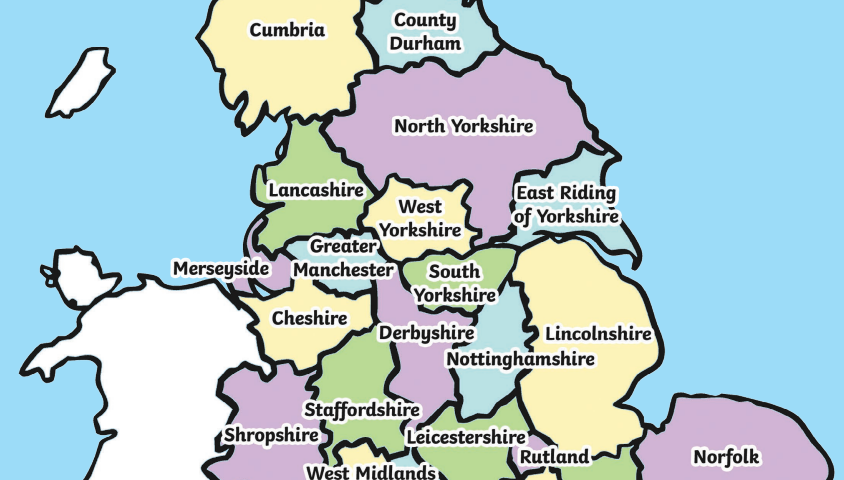 Cumbria
County
Durham
North Yorkshire
Lancashire
West
Yorkshire
East Riding
of Yorkshire
Merseyside
Greater
Manchester
South
Yorkshire
Cheshire
Derbyshire
Lincolnshire
Nottinghamshire
Staffordshire
Shropshire
Leicestershire
Rutland
Norfolk
West Midlands